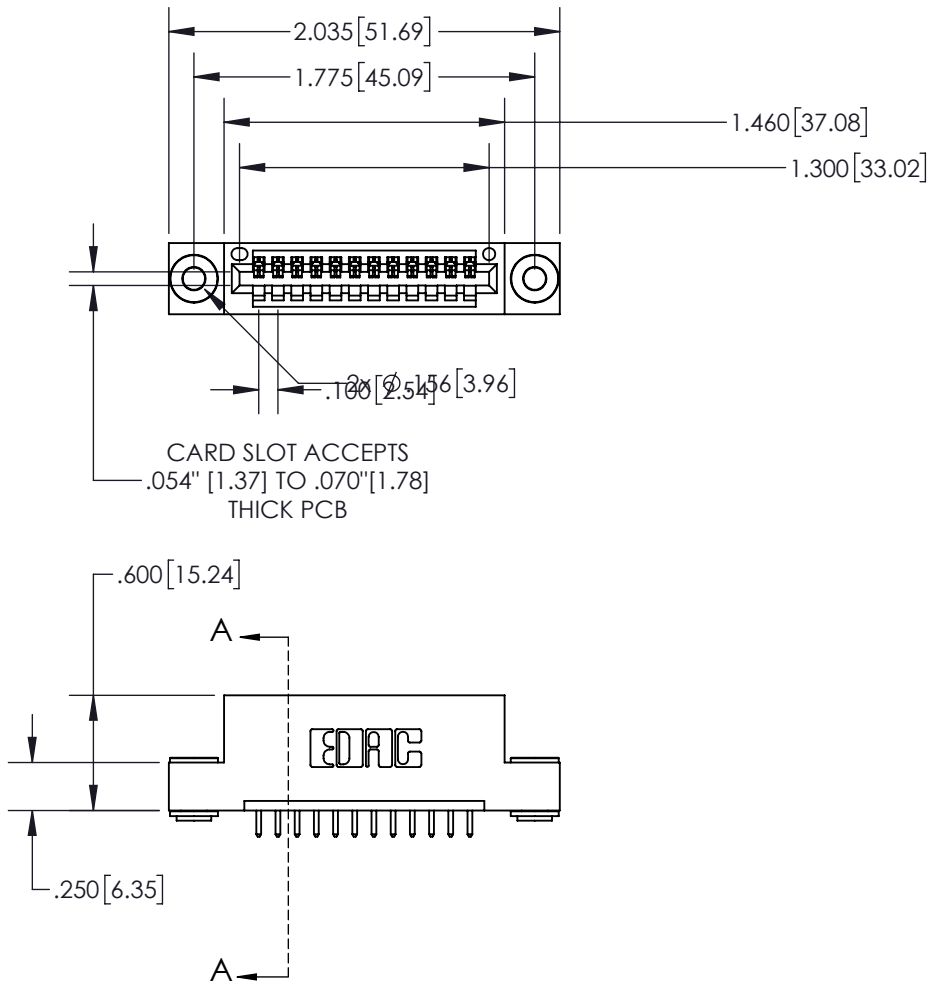 2.035[51.69]
1.775[45.09]
1.460[37.08]
1.300[33.02]
2x Ø .156 [3.96]
.100[2.54]
CARD SLOT ACCEPTS
.054" [1.37] TO .070"[1.78]
THICK PCB
.600[15.24]
A
EDAC
.250[6.35]
A